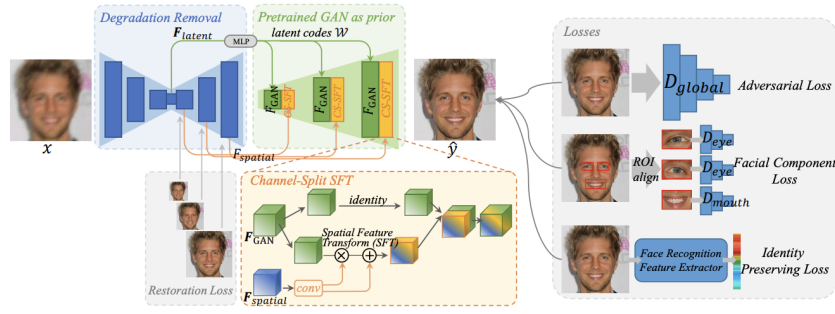 Degradation Removal
F_latent
MLP
Pretrained GAN as prior
latent codes W
F_GAN
CS-SFT
F_GAN
CS-SFT
F_GAN
CS-SFT
x
F_spatial
ŷ
Restoration Loss
Channel-Split SFT
F_GAN
identity
Spatial Feature
Transform (SFT)
F_spatial
conv
Losses
D_global
Adversarial Loss
ROI
align
D_eye
D_eye
D_mouth
Facial Component
Loss
Face Recognition
Feature Extractor
Identity
Preserving Loss